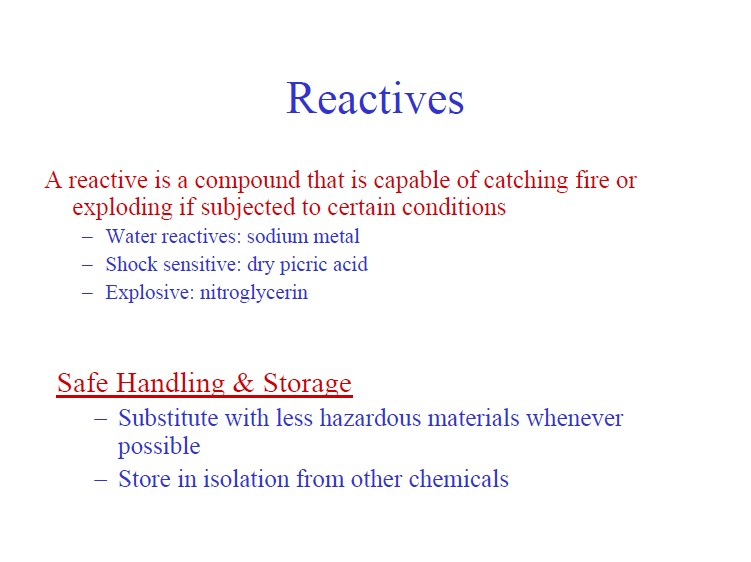 Reactives
A reactive is a compound that is capable of catching fire or
exploding if subjected to certain conditions
– Water reactives: sodium metal
– Shock sensitive: dry picric acid
– Explosive: nitroglycerin
Safe Handling & Storage
– Substitute with less hazardous materials whenever
possible
– Store in isolation from other chemicals